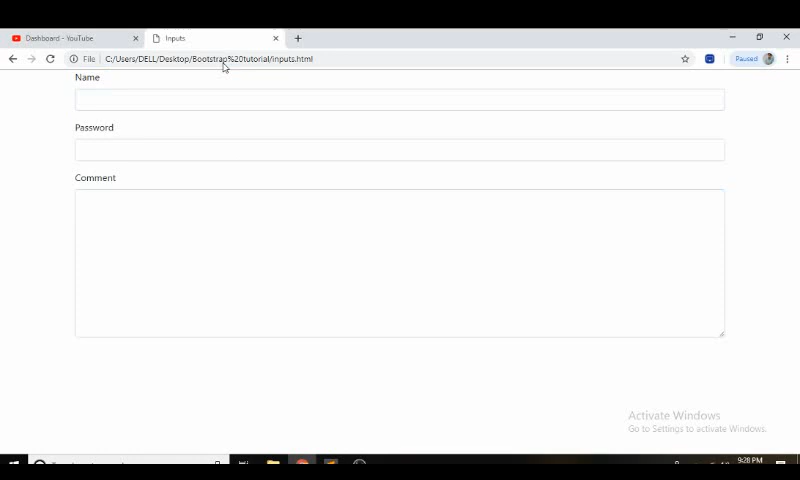 Dashboard - YouTube
Inputs
File
C:/Users/DELL/Desktop/Bootstrap%20tutorial/inputs.html
Paused
Name
Password
Comment
Activate Windows
Go to Settings to activate Windows.
9:28 PM